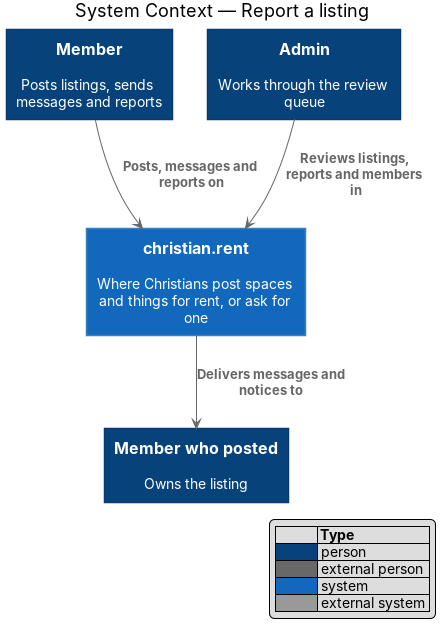 System Context — Report a listing
Member
Posts listings, sends
messages and reports
Admin
Works through the review
queue
Posts, messages and
reports on
Reviews listings,
reports and members
in
christian.rent
Where Christians post spaces
and things for rent, or ask for
one
Delivers messages and
notices to
Member who posted
Owns the listing
Type
person
external person
system
external system